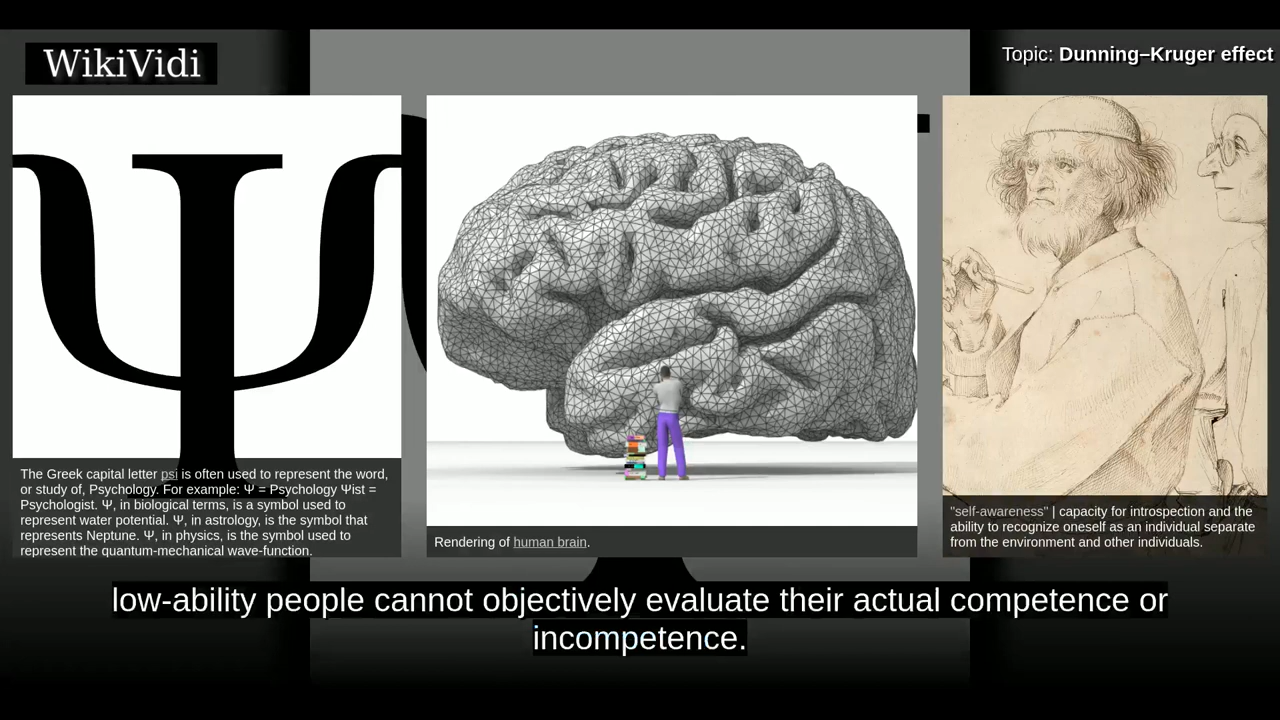 WikiVidi
Topic: Dunning–Kruger effect
The Greek capital letter psi is often used to represent the word,
or study of, Psychology. For example: Ψ = Psychology Ψist =
Psychologist. Ψ, in biological terms, is a symbol used to
represent water potential. Ψ, in astrology, is the symbol that
represents Neptune. Ψ, in physics, is the symbol used to
represent the quantum-mechanical wave-function.
Rendering of human brain.
"self-awareness" | capacity for introspection and the
ability to recognize oneself as an individual separate
from the environment and other individuals.
low-ability people cannot objectively evaluate their actual competence or
incompetence.